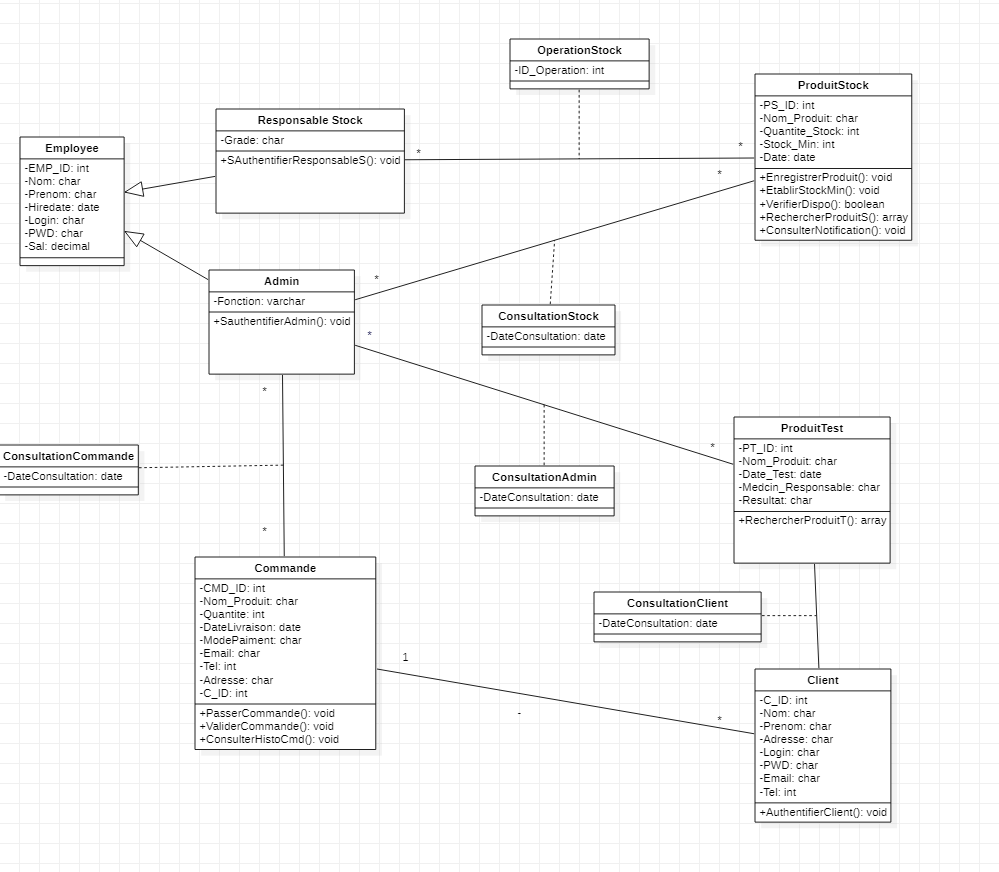 OperationStock
-ID_Operation: int
ProduitStock
-PS_ID: int
-Nom_Produit: char
-Quantite_Stock: int
-Stock_Min: int
-Date: date
+EnregistrerProduit(): void
+EtablirStockMin(): void
+VerifierDispo(): boolean
+RechercherProduitS(): array
+ConsulterNotification(): void
Responsable Stock
-Grade: char
+SAuthentifierResponsableS(): void
*
*
Employee
-EMP_ID: int
-Nom: char
-Prenom: char
-Hiredate: date
-Login: char
-PWD: char
-Sal: decimal
*
*
Admin
-Fonction: varchar
+SauthentifierAdmin(): void
*
*
ConsultationStock
-DateConsultation: date
*
ConsultationCommande
-DateConsultation: date
ConsultationAdmin
-DateConsultation: date
ProduitTest
-PT_ID: int
-Nom_Produit: char
-Date_Test: date
-Medcin_Responsable: char
-Resultat: char
+RechercherProduitT(): array
*
Commande
-CMD_ID: int
-Nom_Produit: char
-Quantite: int
-DateLivraison: date
-ModePaiment: char
-Email: char
-Tel: int
-Adresse: char
-C_ID: int
+PasserCommande(): void
+ValiderCommande(): void
+ConsulterHistoCmd(): void
ConsultationClient
-DateConsultation: date
1
-
*
Client
-C_ID: int
-Nom: char
-Prenom: char
-Adresse: char
-Login: char
-PWD: char
-Email: char
-Tel: int
+AuthentifierClient(): void